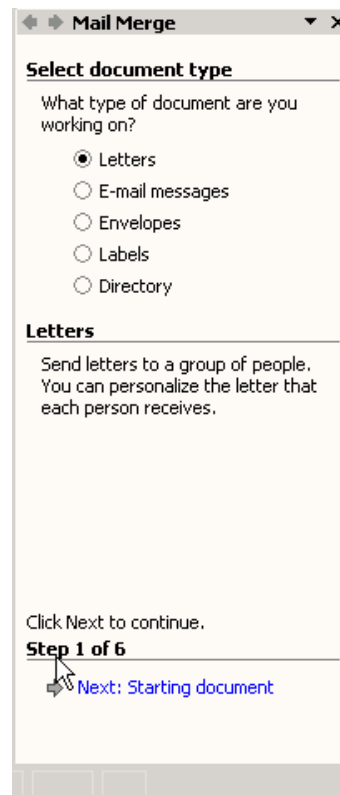 Mail Merge
Select document type
What type of document are you
working on?
Letters
E-mail messages
Envelopes
Labels
Directory
Letters
Send letters to a group of people.
You can personalize the letter that
each person receives.
Click Next to continue.
Step 1 of 6
Next: Starting document